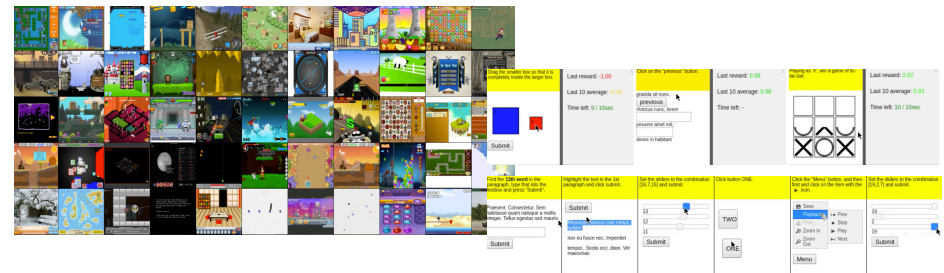 Drag the smaller box so that it is
completely inside the larger box.
Submit
Last reward: -1.00
Last 10 average:
Time left: 9 / 10sec
Click on the "previous" button.
gravida sit nunc,
previous
rhoncus nunc, lorem
posuere amet est,
donec in habitant
Last reward: 0.99
Last 10 average: 0.98
Time left: -
Playing as 'X', win a game of tic-
tac-toe.
Last reward: 0.92
Last 10 average:
Time left: 10 / 10sec
Find the 13th word in the
paragraph, type that into the
textbox and press "Submit".
Praesent. Consectetur. Sem
habitasse quam natoque a mollis
integer. Tellus egestas sed mauris
Submit
Highlight the text in the 1st
paragraph and click submit.
Submit
non eu fusce nec. Imperdiet
tempor,. Sociis orci. diam. Vel
maecenas.
Set the sliders to the combination
[16,7,15] and submit.
13
12
11
Submit
Click button ONE.
TWO
ONE
Click the "Menu" button, and then
find and click on the item with the
icon.
Save
Playback
Zoom In
Zoom
Out
Prev
Stop
Play
Next
Menu
Set the sliders to the combination
[19,2,7] and submit.
19
2
19
Submit